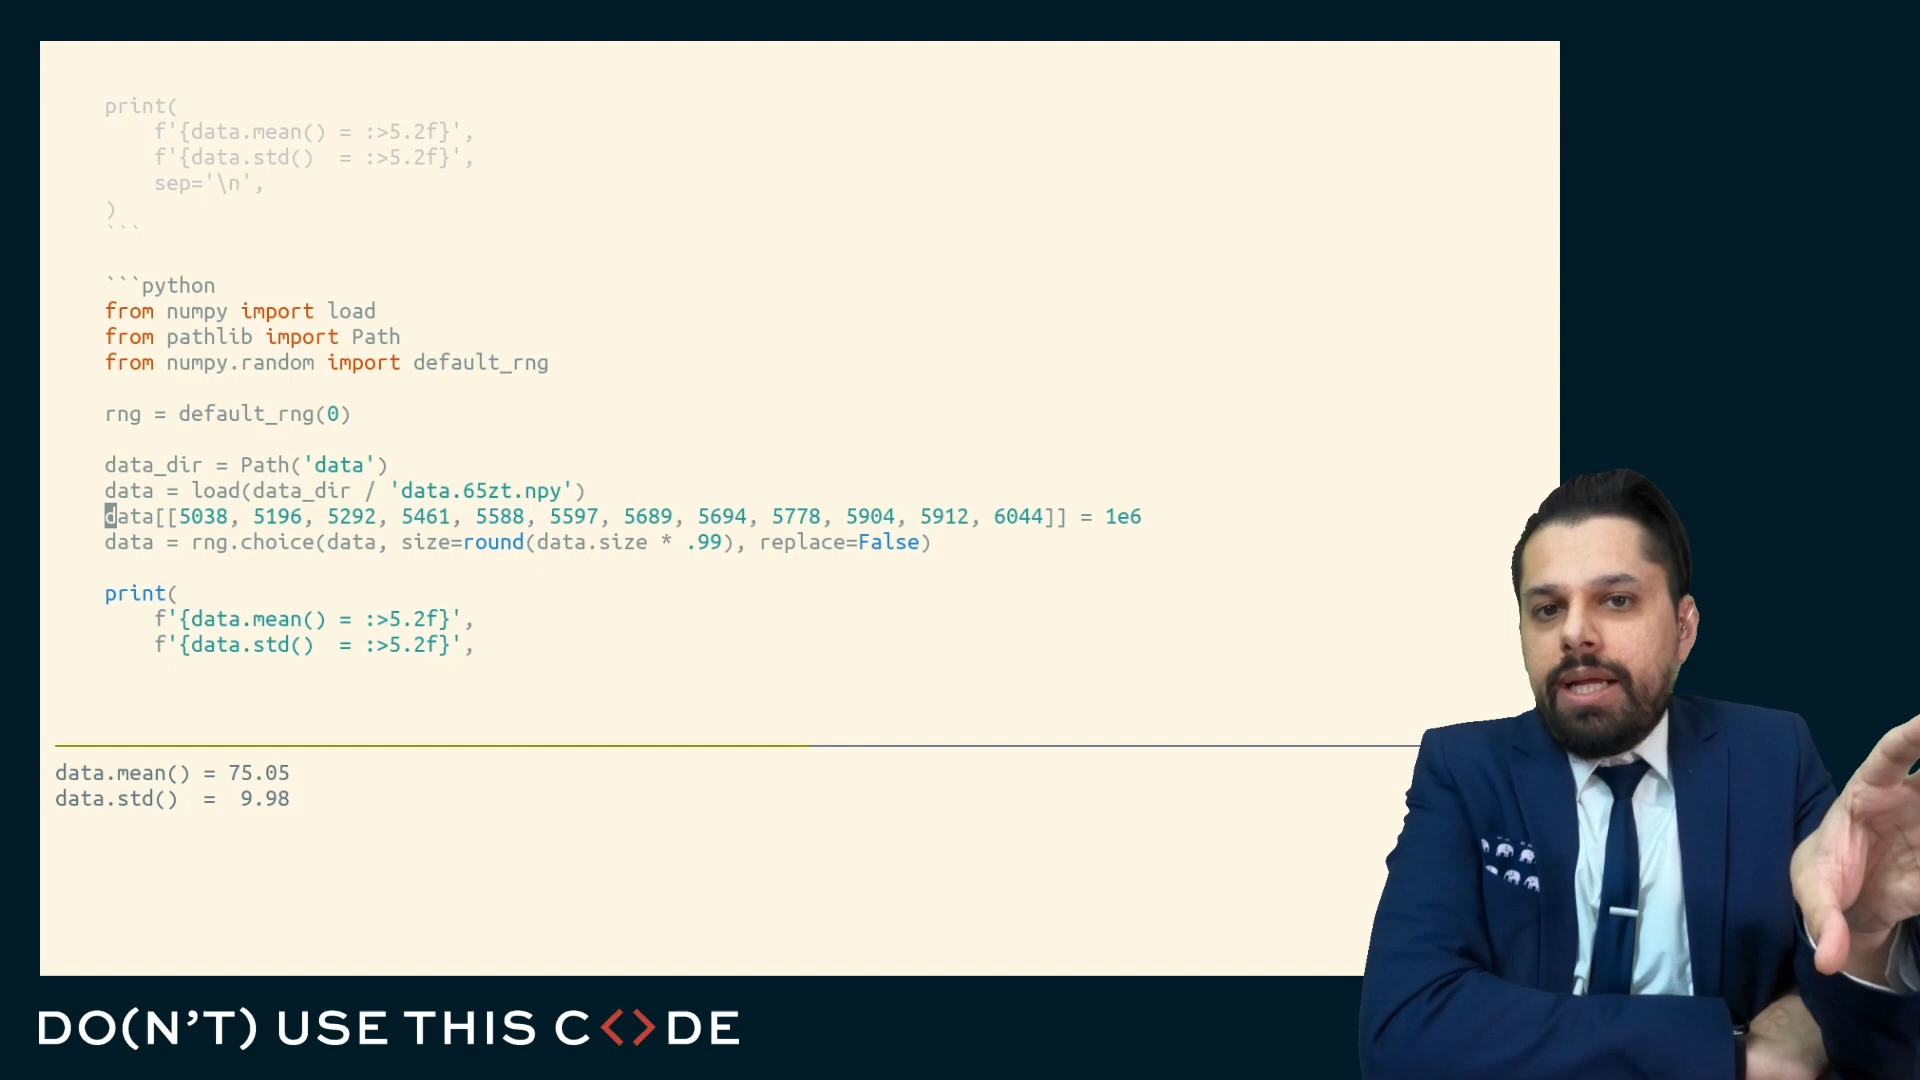 print(
    f'{data.mean() = :>5.2f}',
    f'{data.std()  = :>5.2f}',
    sep='\n',
)
```
```python
from numpy import load
from pathlib import Path
from numpy.random import default_rng
rng = default_rng(0)
data_dir = Path('data')
data = load(data_dir / 'data.65zt.npy')
data[[5038, 5196, 5292, 5461, 5588, 5597, 5689, 5694, 5778, 5904, 5912, 6044]] = 1e6
data = rng.choice(data, size=round(data.size * .99), replace=False)
print(
    f'{data.mean() = :>5.2f}',
    f'{data.std()  = :>5.2f}',
data.mean() = 75.05
data.std()  =  9.98
DO(N’T) USE THIS C<>DE